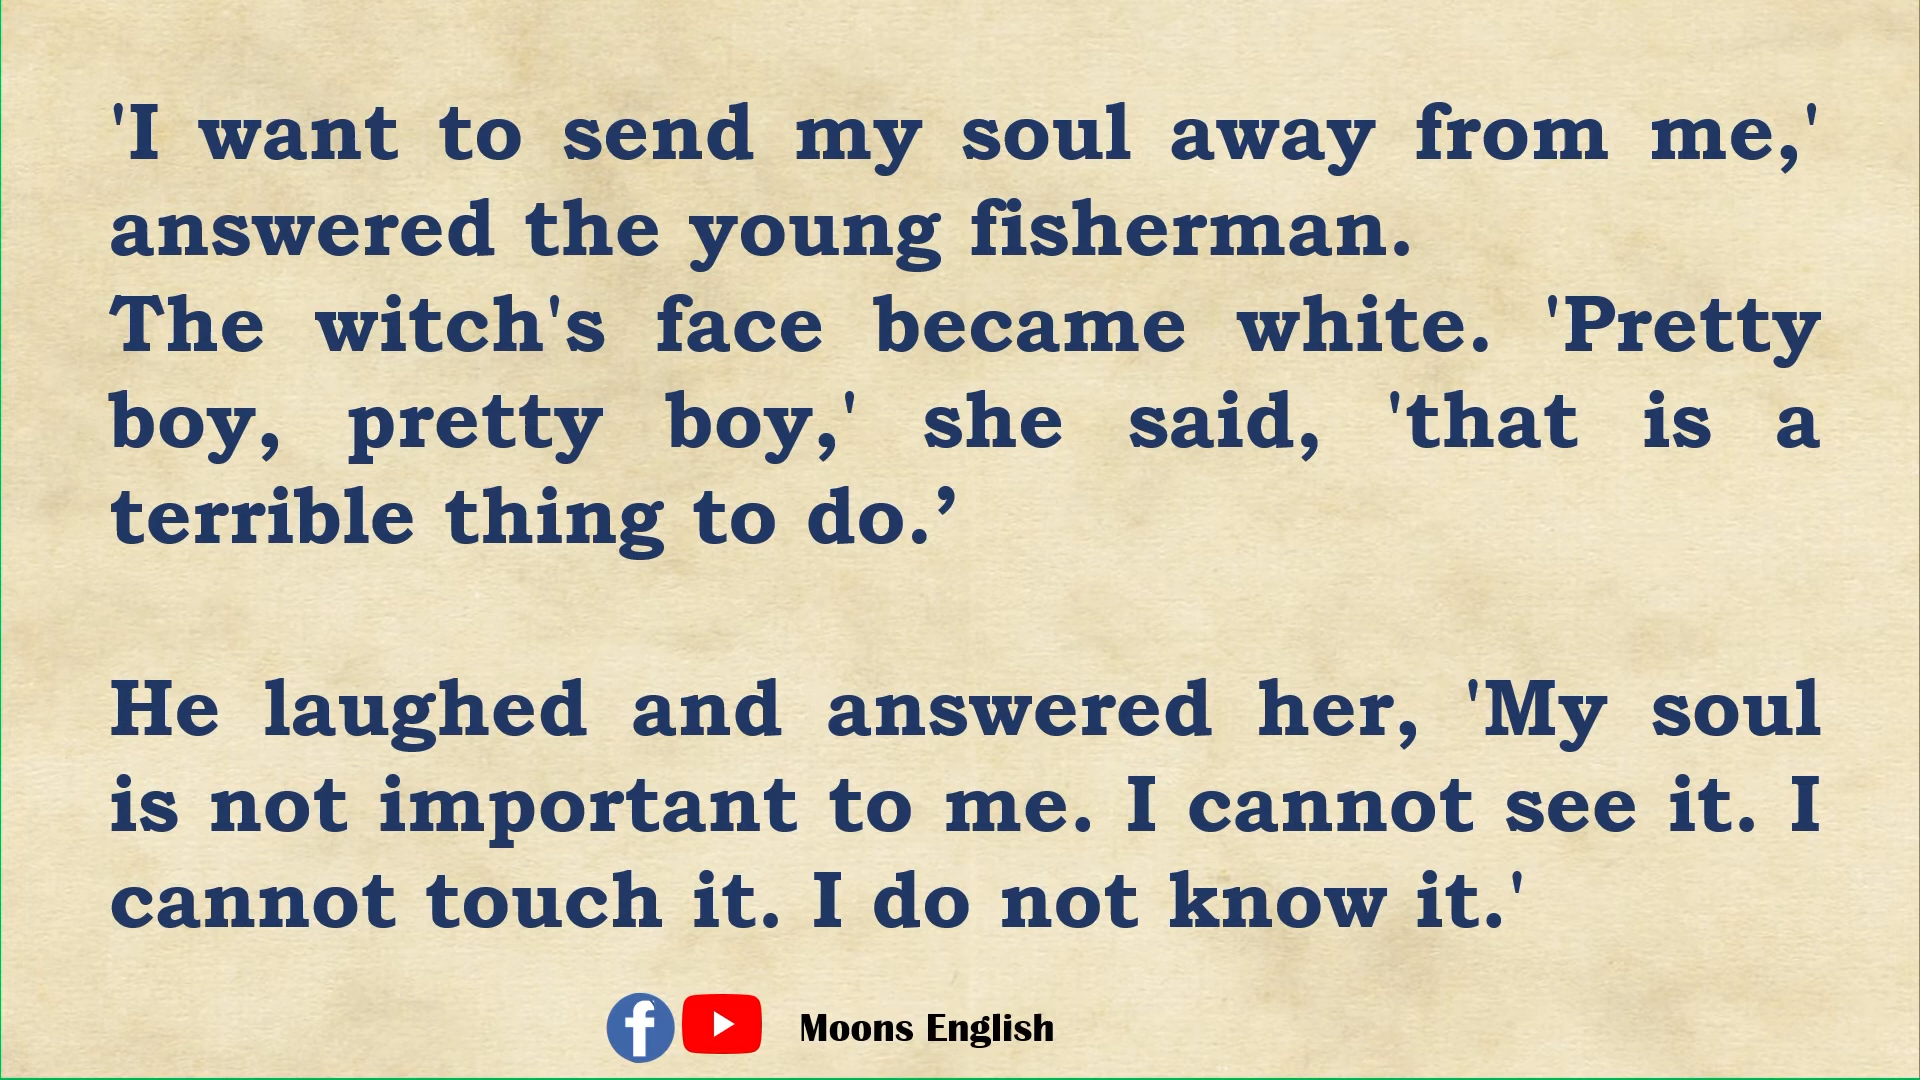 'I want to send my soul away from me,'
answered the young fisherman.
The witch's face became white. 'Pretty
boy, pretty boy,' she said, 'that is a
terrible thing to do.’
He laughed and answered her, 'My soul
is not important to me. I cannot see it. I
cannot touch it. I do not know it.'
Moons English